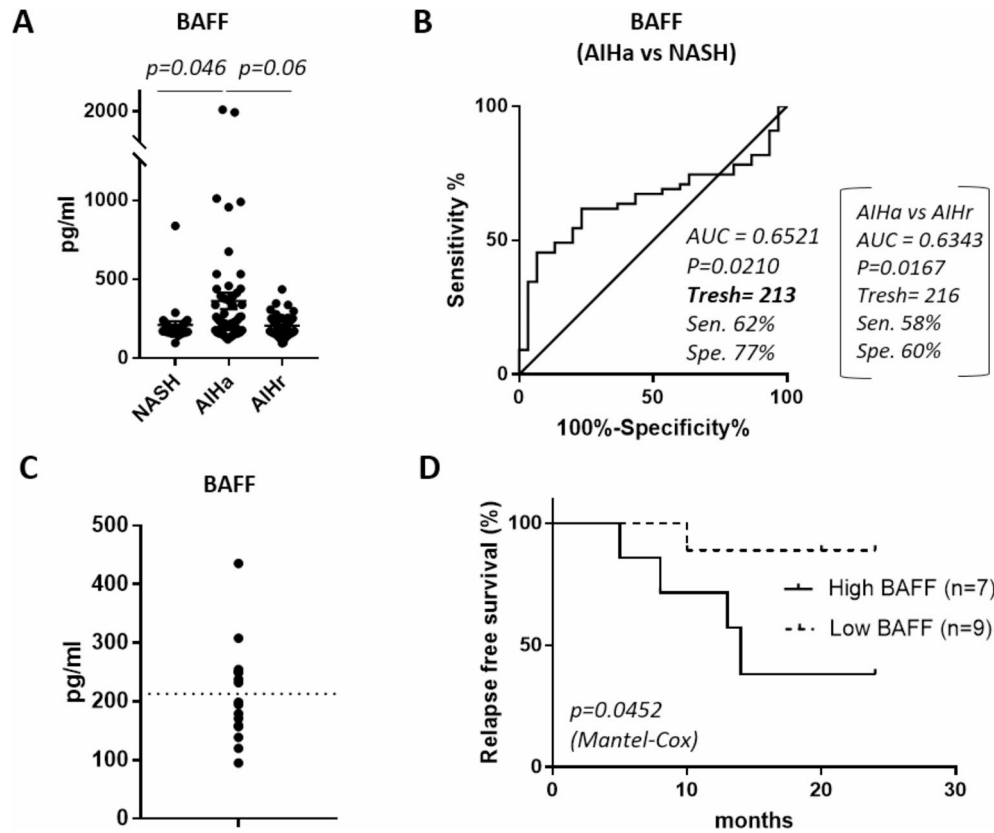 A
BAFF
p=0.046 p=0.06
2000
1000
500
0
pg/ml
NASH
AIHa
AIHr
B
BAFF
(AIHa vs NASH)
100
50
0
Sensitivity %
0 50 100
100%-Specificity%
AUC = 0.6521
P=0.0210
Tresh= 213
Sen. 62%
Spe. 77%
AIHa vs AIHr
AUC = 0.6343
P=0.0167
Tresh= 216
Sen. 58%
Spe. 60%
C
BAFF
500
400
300
200
100
0
pg/ml
D
Relapse free survival (%)
100
50
0
High BAFF (n=7)
Low BAFF (n=9)
p=0.0452
(Mantel-Cox)
0 10 20 30
months